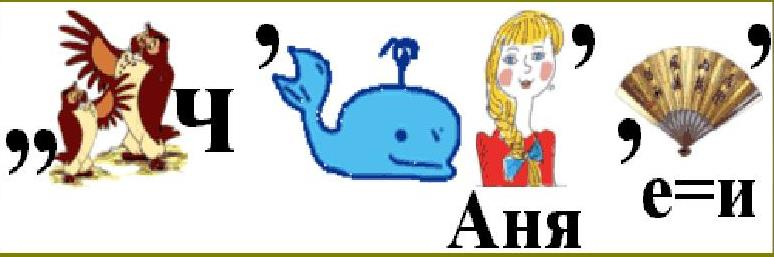 ,,
ч
,
,
Аня
,
,
е=и